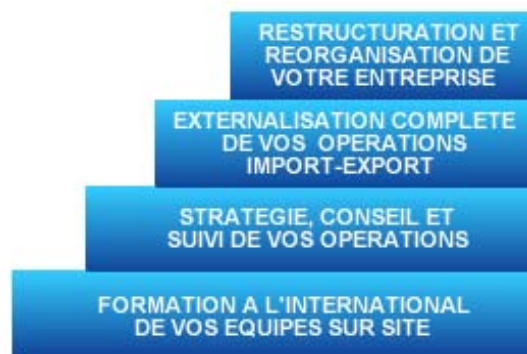 RESTRUCTURATION ET
REORGANISATION DE
VOTRE ENTREPRISE
EXTERNALISATION COMPLETE
DE VOS OPERATIONS
IMPORT-EXPORT
STRATEGIE, CONSEIL ET
SUIVI DE VOS OPERATIONS
FORMATION A L'INTERNATIONAL
DE VOS EQUIPES SUR SITE